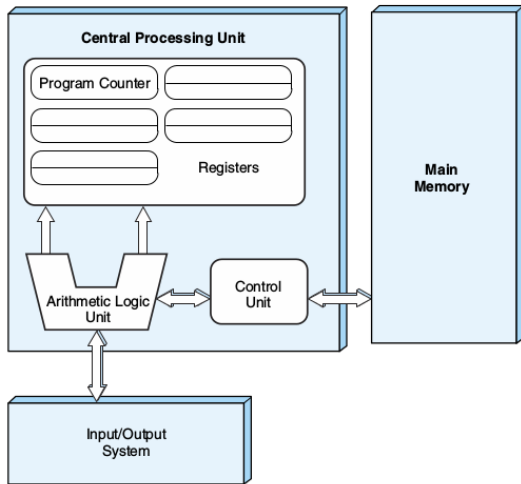 Central Processing Unit
Program Counter
Registers
Main
Memory
Arithmetic Logic
Unit
Control
Unit
Input/Output
System